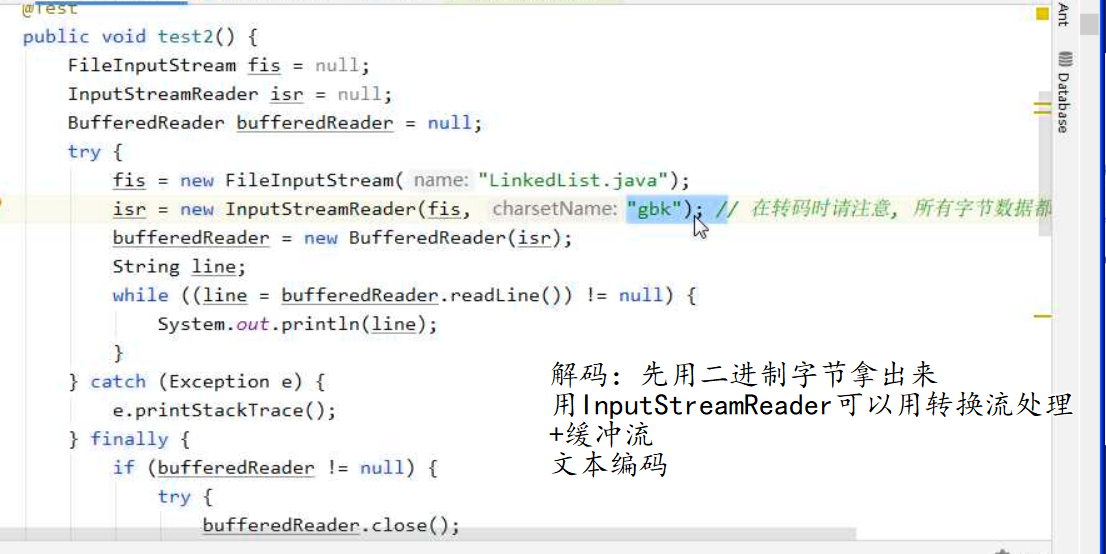 @Test
public void test2() {
FileInputStream fis = null;
InputStreamReader isr = null;
BufferedReader bufferedReader = null;
try {
fis = new FileInputStream( name: "LinkedList.java");
isr = new InputStreamReader(fis, charsetName: "gbk"); // 在转码时请注意, 所有字节数据都
bufferedReader = new BufferedReader(isr);
String line;
while ((line = bufferedReader.readLine()) != null) {
System.out.println(line);
}
} catch (Exception e) {
e.printStackTrace();
} finally {
if (bufferedReader != null) {
try {
bufferedReader.close();
解码：先用二进制字节拿出来
用InputStreamReader可以用转换流处理
+缓冲流
文本编码
Ant
Database